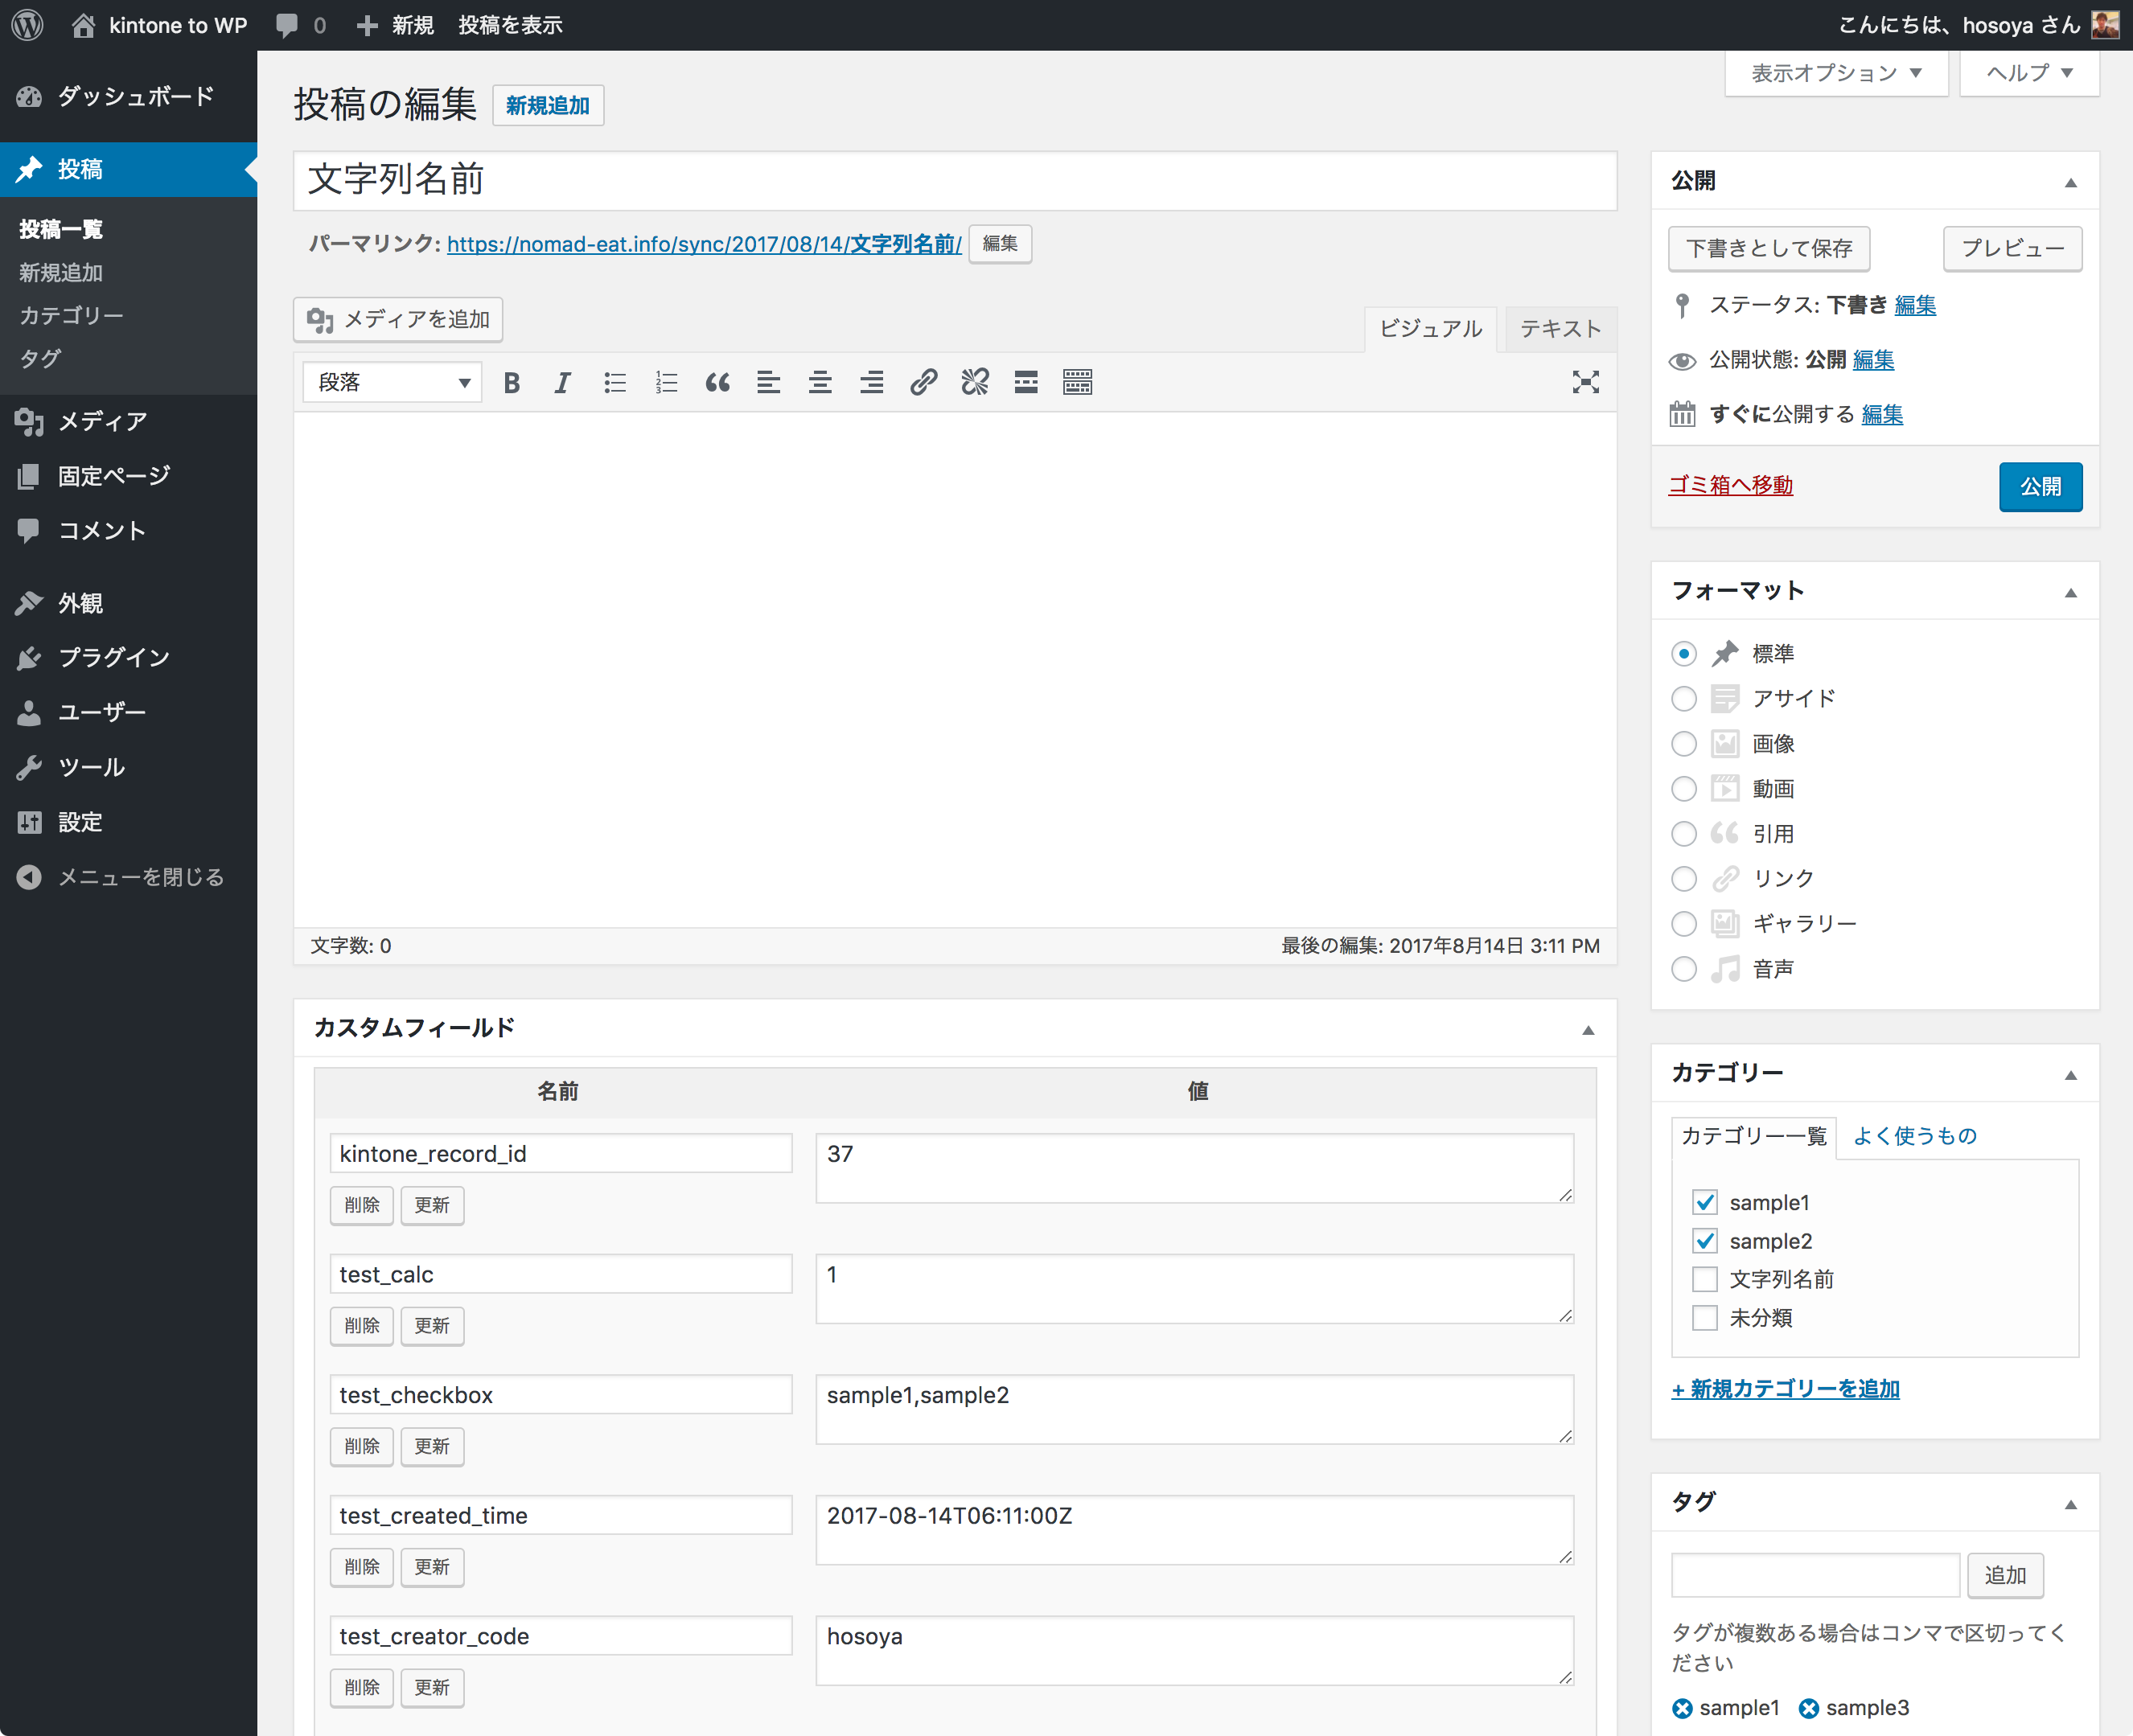 kintone to WP 0 新規 投稿を表示 こんにちは、hosoya さん
表示オプション ヘルプ
ダッシュボード
投稿
投稿一覧
新規追加
カテゴリー
タグ
メディア
固定ページ
コメント
外観
プラグイン
ユーザー
ツール
設定
メニューを閉じる
投稿の編集 新規追加
文字列名前
パーマリンク: https://nomad-eat.info/sync/2017/08/14/文字列名前/ 編集
メディアを追加
ビジュアル テキスト
段落
文字数: 0 最後の編集: 2017年8月14日 3:11 PM
カスタムフィールド
名前 値
kintone_record_id 37
削除 更新
test_calc 1
削除 更新
test_checkbox sample1,sample2
削除 更新
test_created_time 2017-08-14T06:11:00Z
削除 更新
test_creator_code hosoya
削除 更新
公開
下書きとして保存 プレビュー
ステータス: 下書き 編集
公開状態: 公開 編集
すぐに公開する 編集
ゴミ箱へ移動 公開
フォーマット
標準
アサイド
画像
動画
引用
リンク
ギャラリー
音声
カテゴリー
カテゴリー一覧 よく使うもの
sample1
sample2
文字列名前
未分類
+ 新規カテゴリーを追加
タグ
追加
タグが複数ある場合はコンマで区切ってく
ださい
sample1 sample3